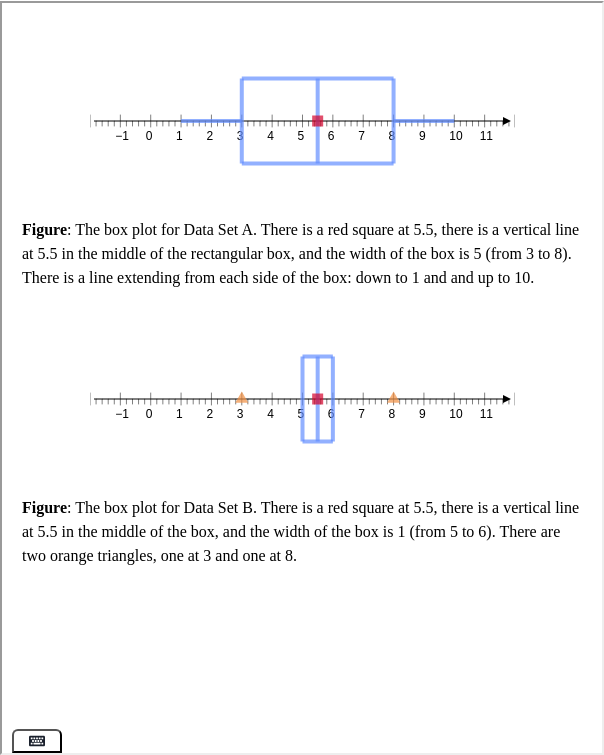 −1 0 1 2 3 4 5 6 7 8 9 10 11
Figure: The box plot for Data Set A. There is a red square at 5.5, there is a vertical line
at 5.5 in the middle of the rectangular box, and the width of the box is 5 (from 3 to 8).
There is a line extending from each side of the box: down to 1 and and up to 10.
−1 0 1 2 3 4 5 6 7 8 9 10 11
Figure: The box plot for Data Set B. There is a red square at 5.5, there is a vertical line
at 5.5 in the middle of the box, and the width of the box is 1 (from 5 to 6). There are
two orange triangles, one at 3 and one at 8.